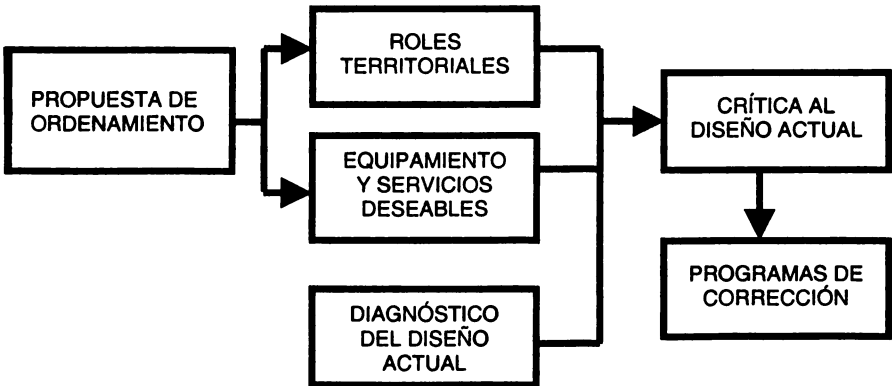 PROPUESTA DE
ORDENAMIENTO
ROLES
TERRITORIALES
EQUIPAMIENTO
Y SERVICIOS
DESEABLES
DIAGNÓSTICO
DEL DISEÑO
ACTUAL
CRÍTICA AL
DISEÑO ACTUAL
PROGRAMAS DE
CORRECCIÓN